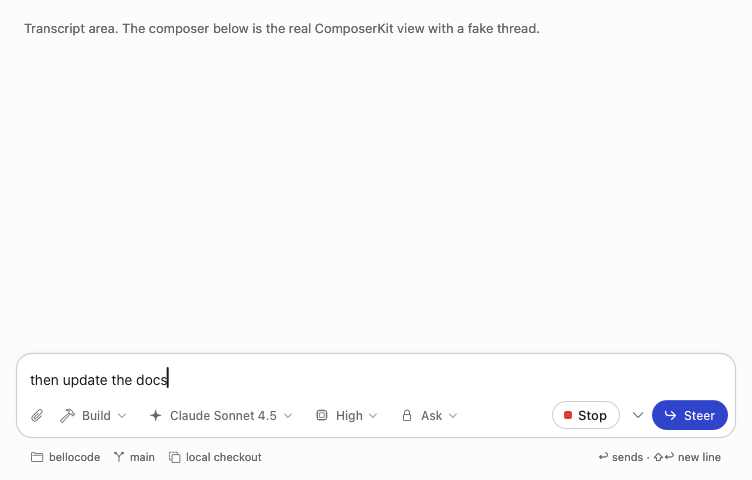 Transcript area. The composer below is the real ComposerKit view with a fake thread.
then update the docs
Build Claude Sonnet 4.5 High Ask Stop Steer
bellocode main local checkout ↩ sends · ⇧↩ new line